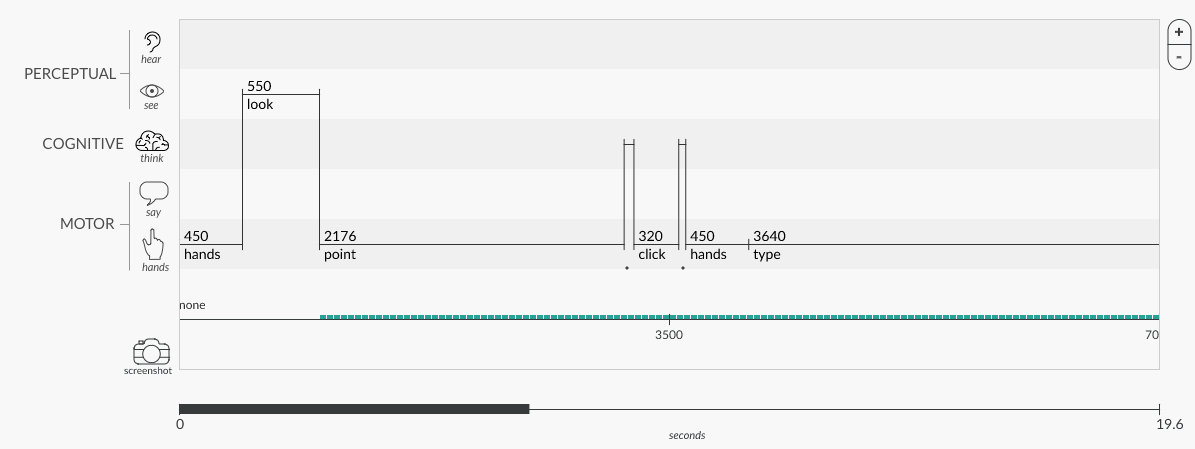 hear
+
PERCEPTUAL
-
550
see
look
COGNITIVE
think
say
MOTOR
450
2176
320
450
3640
hands
point
click
hands
type
hands
none
3500
70
screenshot
0
19.6
seconds